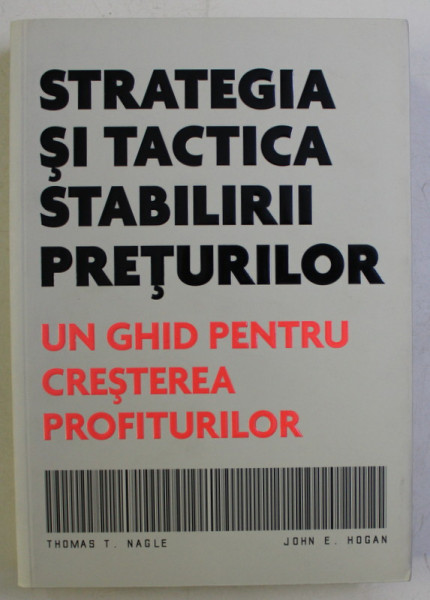 STRATEGIA
ŞI TACTICA
STABILIRII
PREŢURILOR
UN GHID PENTRU
CREŞTEREA
PROFITURILOR
THOMAS T. NAGLE JOHN E. HOGAN